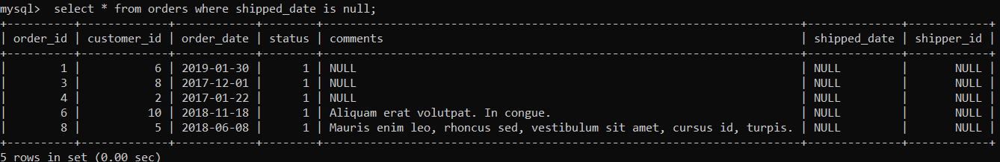 mysql>  select * from orders where shipped_date is null;
+----------+-------------+------------+--------+---------------------------------------------------------------+--------------+------------+
| order_id | customer_id | order_date | status | comments                                                      | shipped_date | shipper_id |
+----------+-------------+------------+--------+---------------------------------------------------------------+--------------+------------+
|        1 |           6 | 2019-01-30 |      1 | NULL                                                          | NULL         |       NULL |
|        3 |           8 | 2017-12-01 |      1 | NULL                                                          | NULL         |       NULL |
|        4 |           2 | 2017-01-22 |      1 | NULL                                                          | NULL         |       NULL |
|        6 |          10 | 2018-11-18 |      1 | Aliquam erat volutpat. In congue.                             | NULL         |       NULL |
|        8 |           5 | 2018-06-08 |      1 | Mauris enim leo, rhoncus sed, vestibulum sit amet, cursus id, turpis. | NULL         |       NULL |
+----------+-------------+------------+--------+---------------------------------------------------------------+--------------+------------+
5 rows in set (0.00 sec)